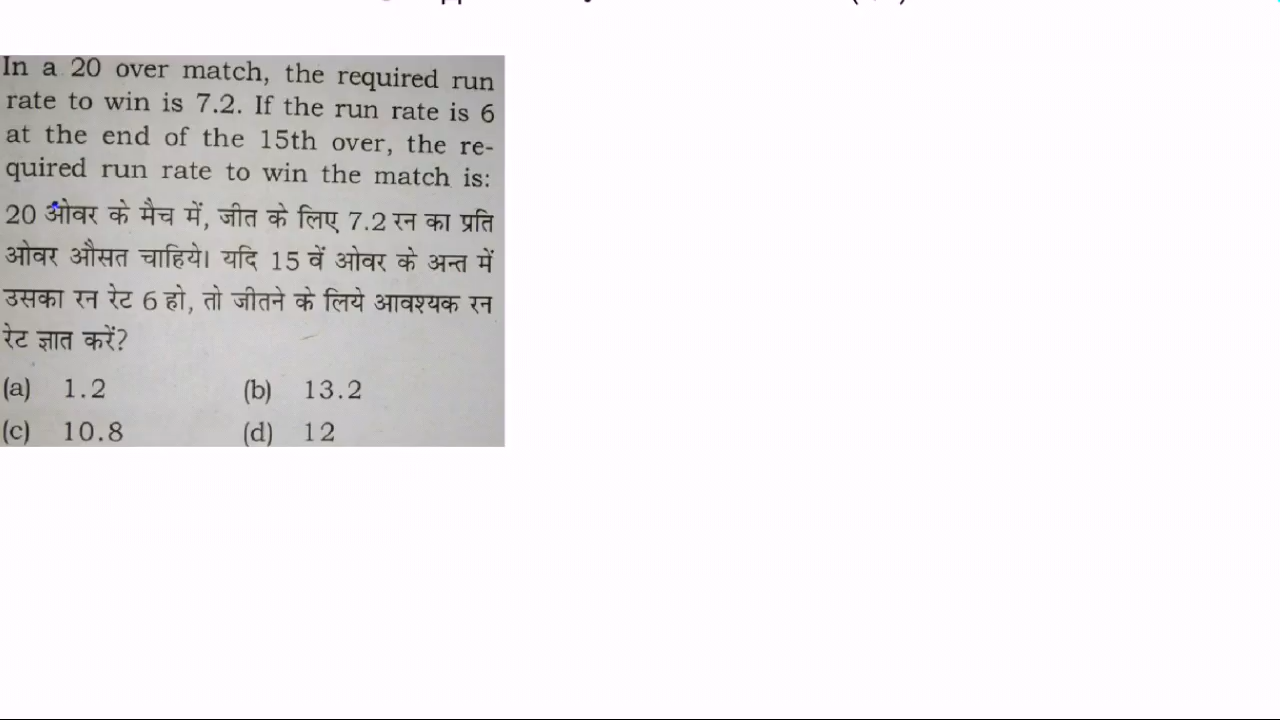 In a 20 over match, the required run
rate to win is 7.2. If the run rate is 6
at the end of the 15th over, the re-
quired run rate to win the match is:
20 ओवर के मैच में, जीत के लिए 7.2 रन का प्रति
ओवर औसत चाहिये। यदि 15 वें ओवर के अन्त में
उसका रन रेट 6 हो, तो जीतने के लिये आवश्यक रन
रेट ज्ञात करें?
(a) 1.2 (b) 13.2
(c) 10.8 (d) 12